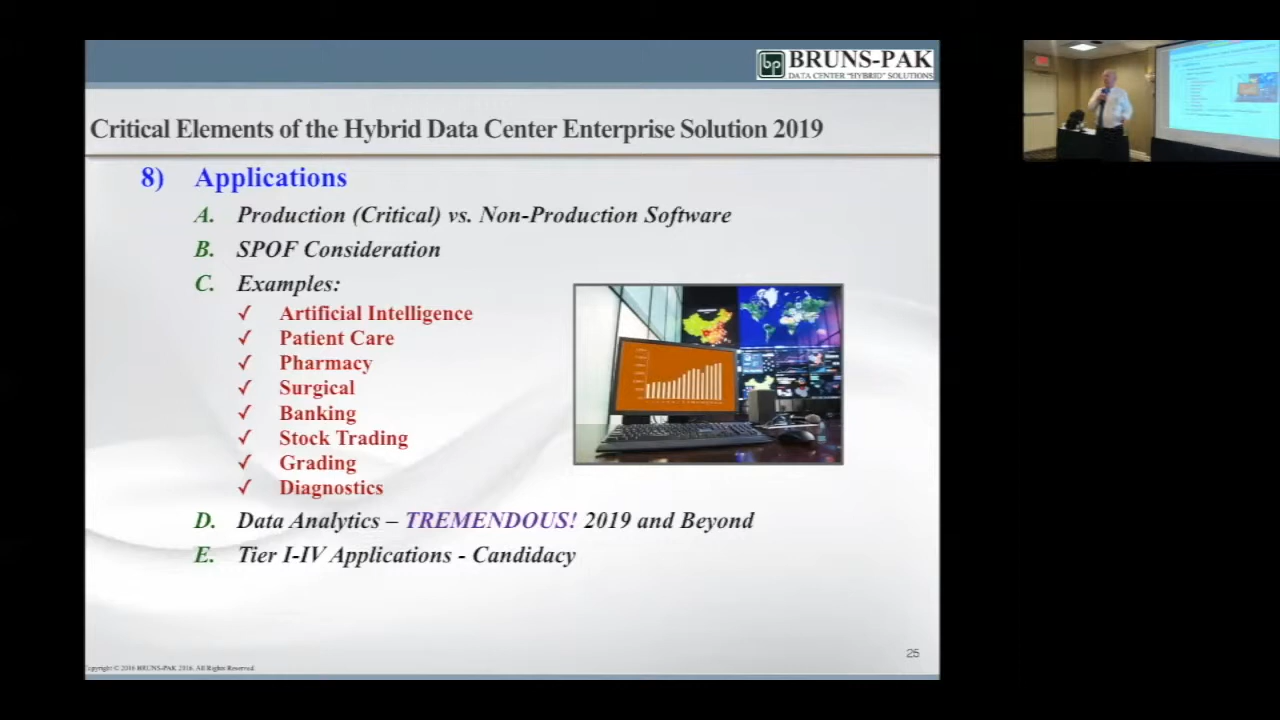 bp BRUNS-PAK
DATA CENTER "HYBRID" SOLUTIONS
Critical Elements of the Hybrid Data Center Enterprise Solution 2019
8) Applications
A. Production (Critical) vs. Non-Production Software
B. SPOF Consideration
C. Examples:
✓ Artificial Intelligence
✓ Patient Care
✓ Pharmacy
✓ Surgical
✓ Banking
✓ Stock Trading
✓ Grading
✓ Diagnostics
D. Data Analytics – TREMENDOUS! 2019 and Beyond
E. Tier I-IV Applications - Candidacy
Copyright © 2016 BRUNS-PAK 2016. All Rights Reserved.
25